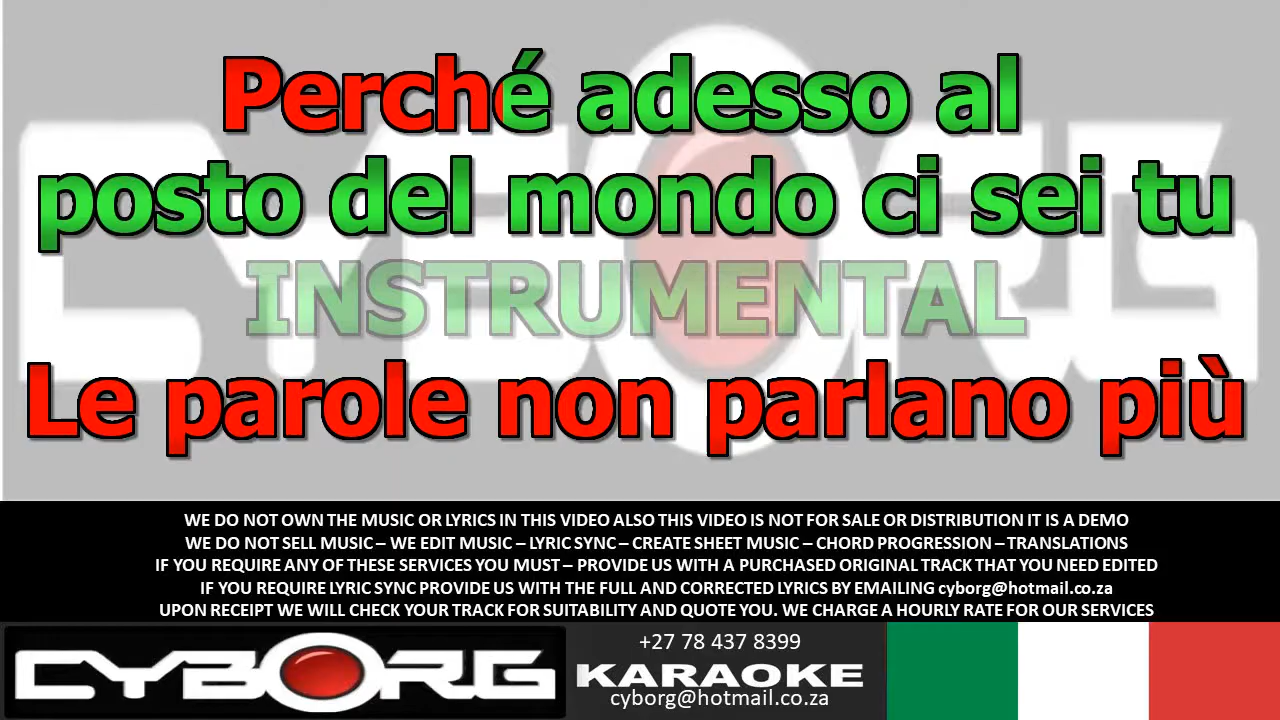 Perché adesso al
posto del mondo ci sei tu
INSTRUMENTAL
Le parole non parlano più
WE DO NOT OWN THE MUSIC OR LYRICS IN THIS VIDEO ALSO THIS VIDEO IS NOT FOR SALE OR DISTRIBUTION IT IS A DEMO
WE DO NOT SELL MUSIC – WE EDIT MUSIC – LYRIC SYNC – CREATE SHEET MUSIC – CHORD PROGRESSION – TRANSLATIONS
IF YOU REQUIRE ANY OF THESE SERVICES YOU MUST – PROVIDE US WITH A PURCHASED ORIGINAL TRACK THAT YOU NEED EDITED
IF YOU REQUIRE LYRIC SYNC PROVIDE US WITH THE FULL AND CORRECTED LYRICS BY EMAILING cyborg@hotmail.co.za
UPON RECEIPT WE WILL CHECK YOUR TRACK FOR SUITABILITY AND QUOTE YOU. WE CHARGE A HOURLY RATE FOR OUR SERVICES
CYBORG
+27 78 437 8399
KARAOKE
cyborg@hotmail.co.za